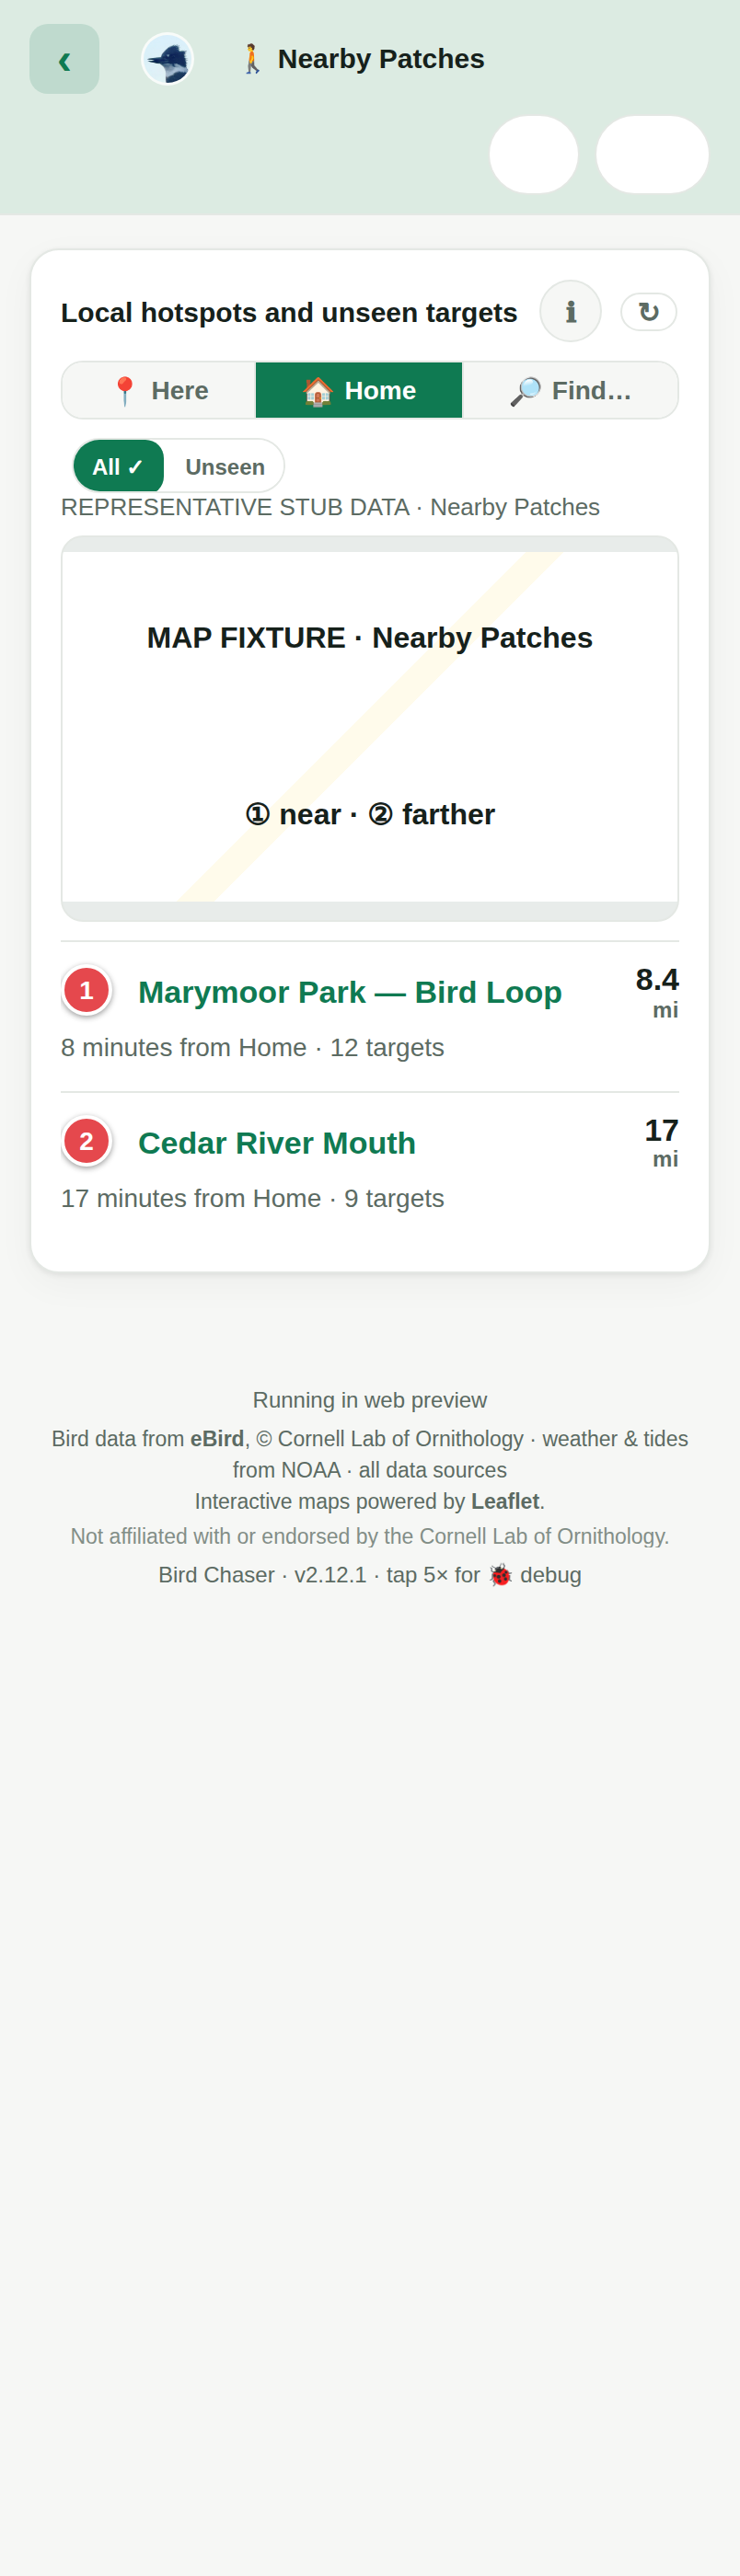 ‹ 🚶 Nearby Patches
Local hotspots and unseen targets ℹ ↻
📍 Here 🏠 Home 🔎 Find…
All ✓ Unseen
REPRESENTATIVE STUB DATA · Nearby Patches
MAP FIXTURE · Nearby Patches
① near · ② farther
1 Marymoor Park — Bird Loop 8.4
mi
8 minutes from Home · 12 targets
2 Cedar River Mouth 17
mi
17 minutes from Home · 9 targets
Running in web preview
Bird data from eBird, © Cornell Lab of Ornithology · weather & tides
from NOAA · all data sources
Interactive maps powered by Leaflet.
Not affiliated with or endorsed by the Cornell Lab of Ornithology.
Bird Chaser · v2.12.1 · tap 5× for 🐞 debug